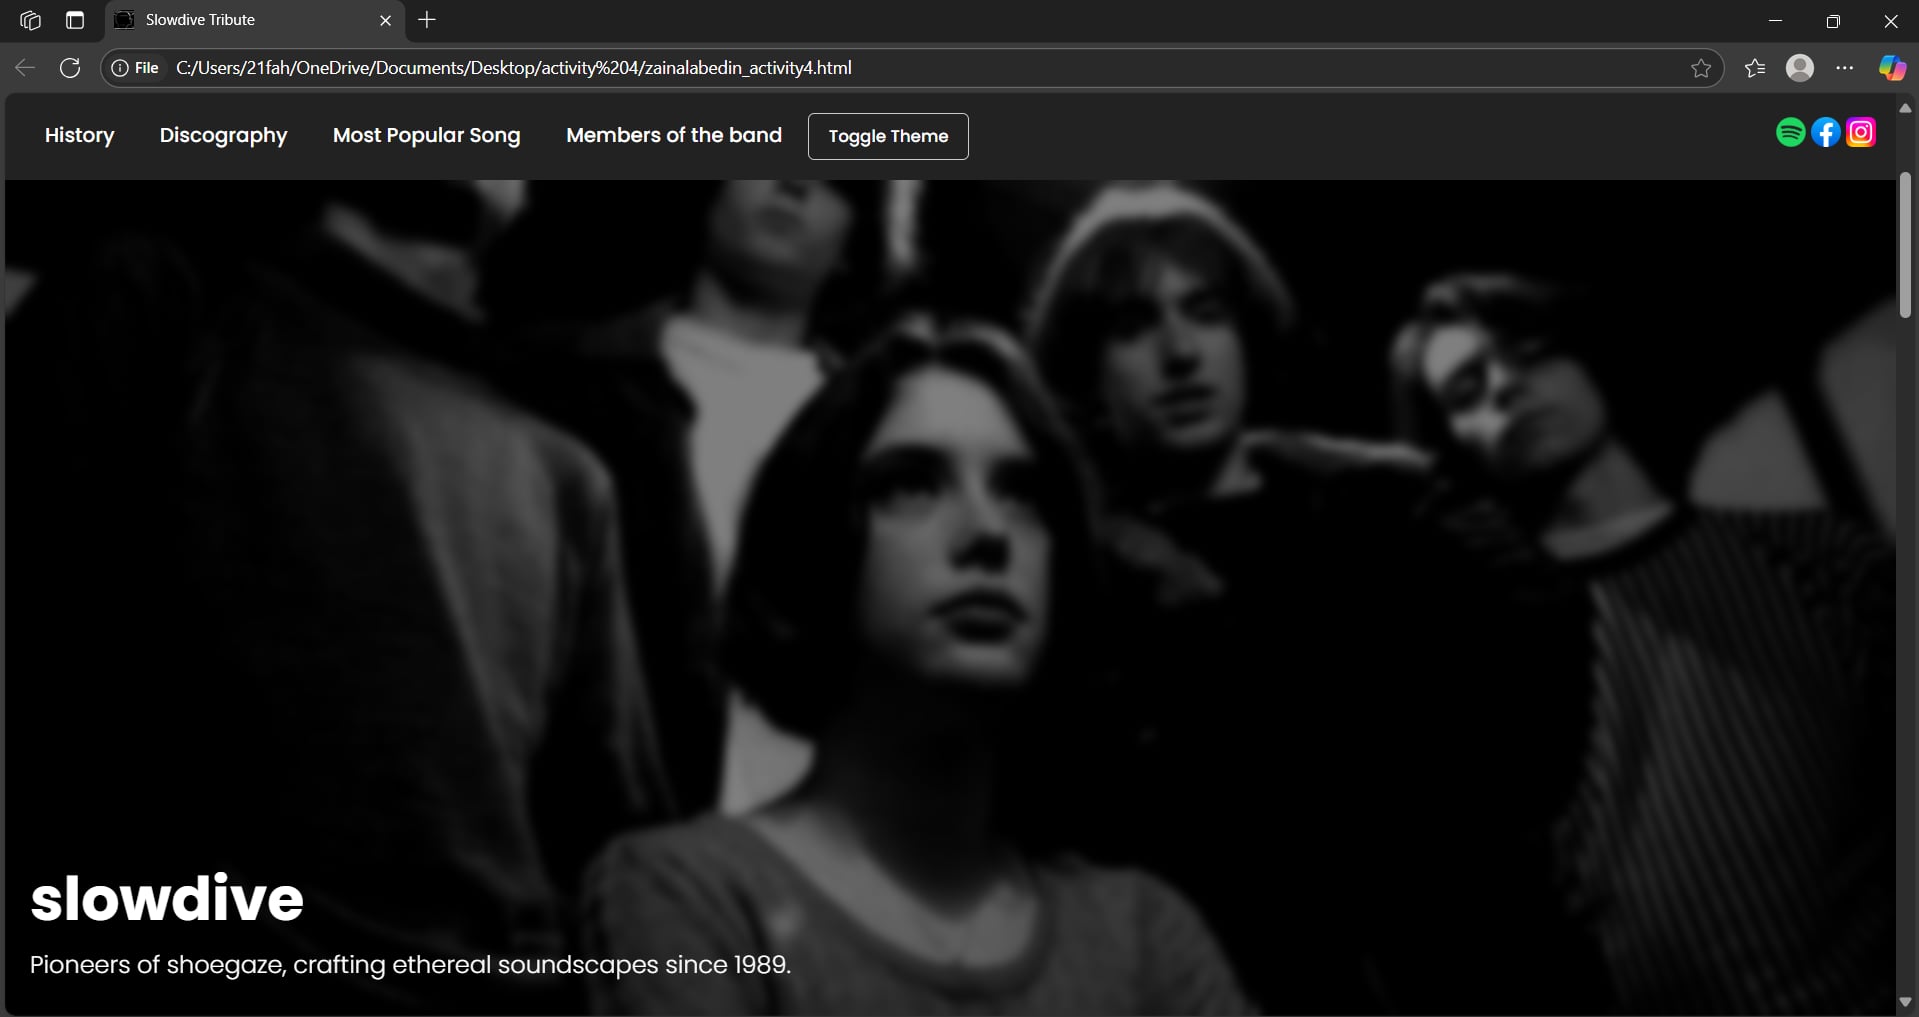 Slowdive Tribute
File C:/Users/21fah/OneDrive/Documents/Desktop/activity%204/zainalabedin_activity4.html
History Discography Most Popular Song Members of the band Toggle Theme
slowdive
Pioneers of shoegaze, crafting ethereal soundscapes since 1989.